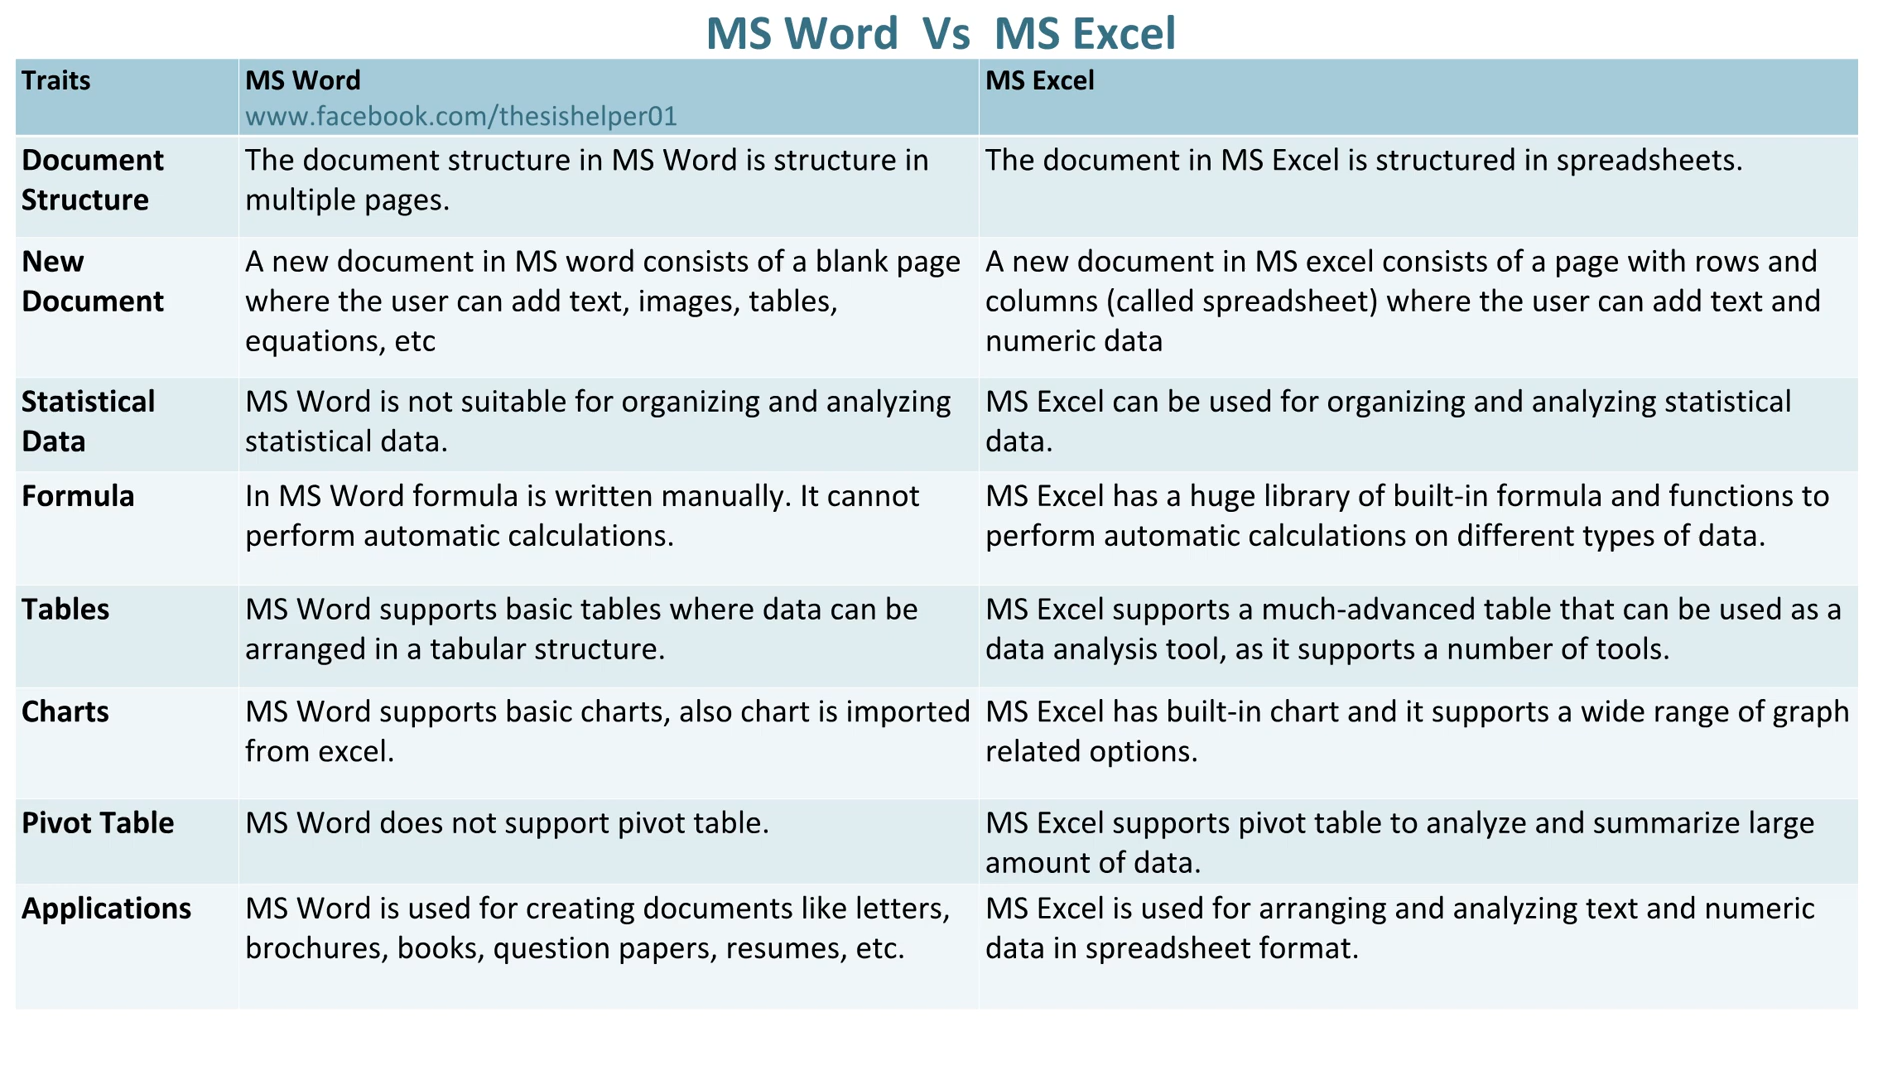 MS Word Vs MS Excel
Traits
MS Word
www.facebook.com/thesishelper01
MS Excel
Document
Structure
The document structure in MS Word is structure in
multiple pages.
The document in MS Excel is structured in spreadsheets.
New
Document
A new document in MS word consists of a blank page
where the user can add text, images, tables,
equations, etc
A new document in MS excel consists of a page with rows and
columns (called spreadsheet) where the user can add text and
numeric data
Statistical
Data
MS Word is not suitable for organizing and analyzing
statistical data.
MS Excel can be used for organizing and analyzing statistical
data.
Formula
In MS Word formula is written manually. It cannot
perform automatic calculations.
MS Excel has a huge library of built-in formula and functions to
perform automatic calculations on different types of data.
Tables
MS Word supports basic tables where data can be
arranged in a tabular structure.
MS Excel supports a much-advanced table that can be used as a
data analysis tool, as it supports a number of tools.
Charts
MS Word supports basic charts, also chart is imported
from excel.
MS Excel has built-in chart and it supports a wide range of graph
related options.
Pivot Table
MS Word does not support pivot table.
MS Excel supports pivot table to analyze and summarize large
amount of data.
Applications
MS Word is used for creating documents like letters,
brochures, books, question papers, resumes, etc.
MS Excel is used for arranging and analyzing text and numeric
data in spreadsheet format.